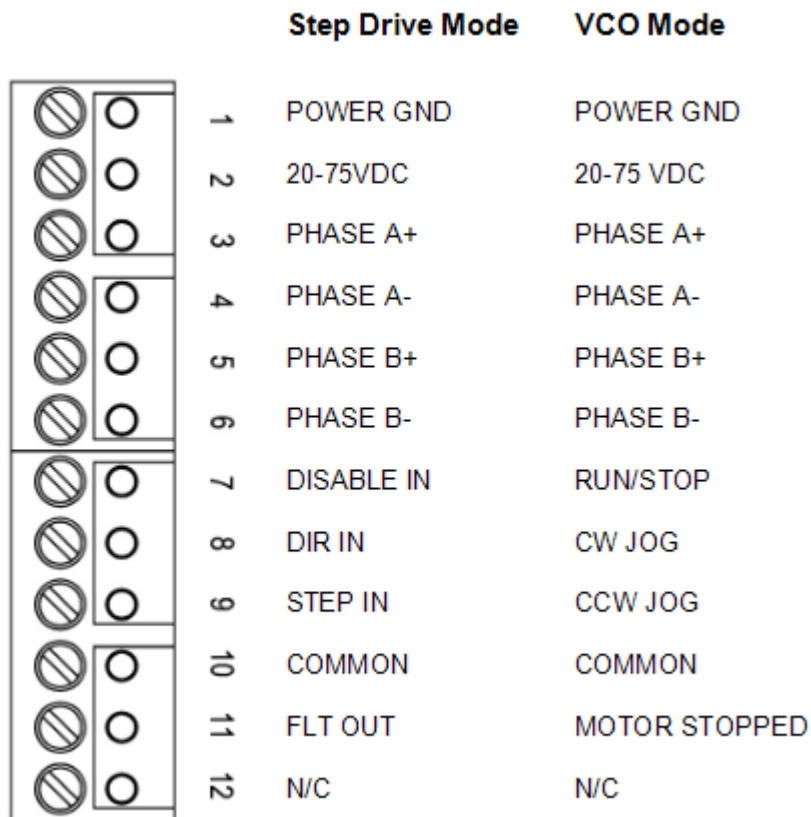 Step Drive Mode VCO Mode
1 POWER GND POWER GND
2 20-75VDC 20-75 VDC
3 PHASE A+ PHASE A+
4 PHASE A- PHASE A-
5 PHASE B+ PHASE B+
6 PHASE B- PHASE B-
7 DISABLE IN RUN/STOP
8 DIR IN CW JOG
9 STEP IN CCW JOG
10 COMMON COMMON
11 FLT OUT MOTOR STOPPED
12 N/C N/C